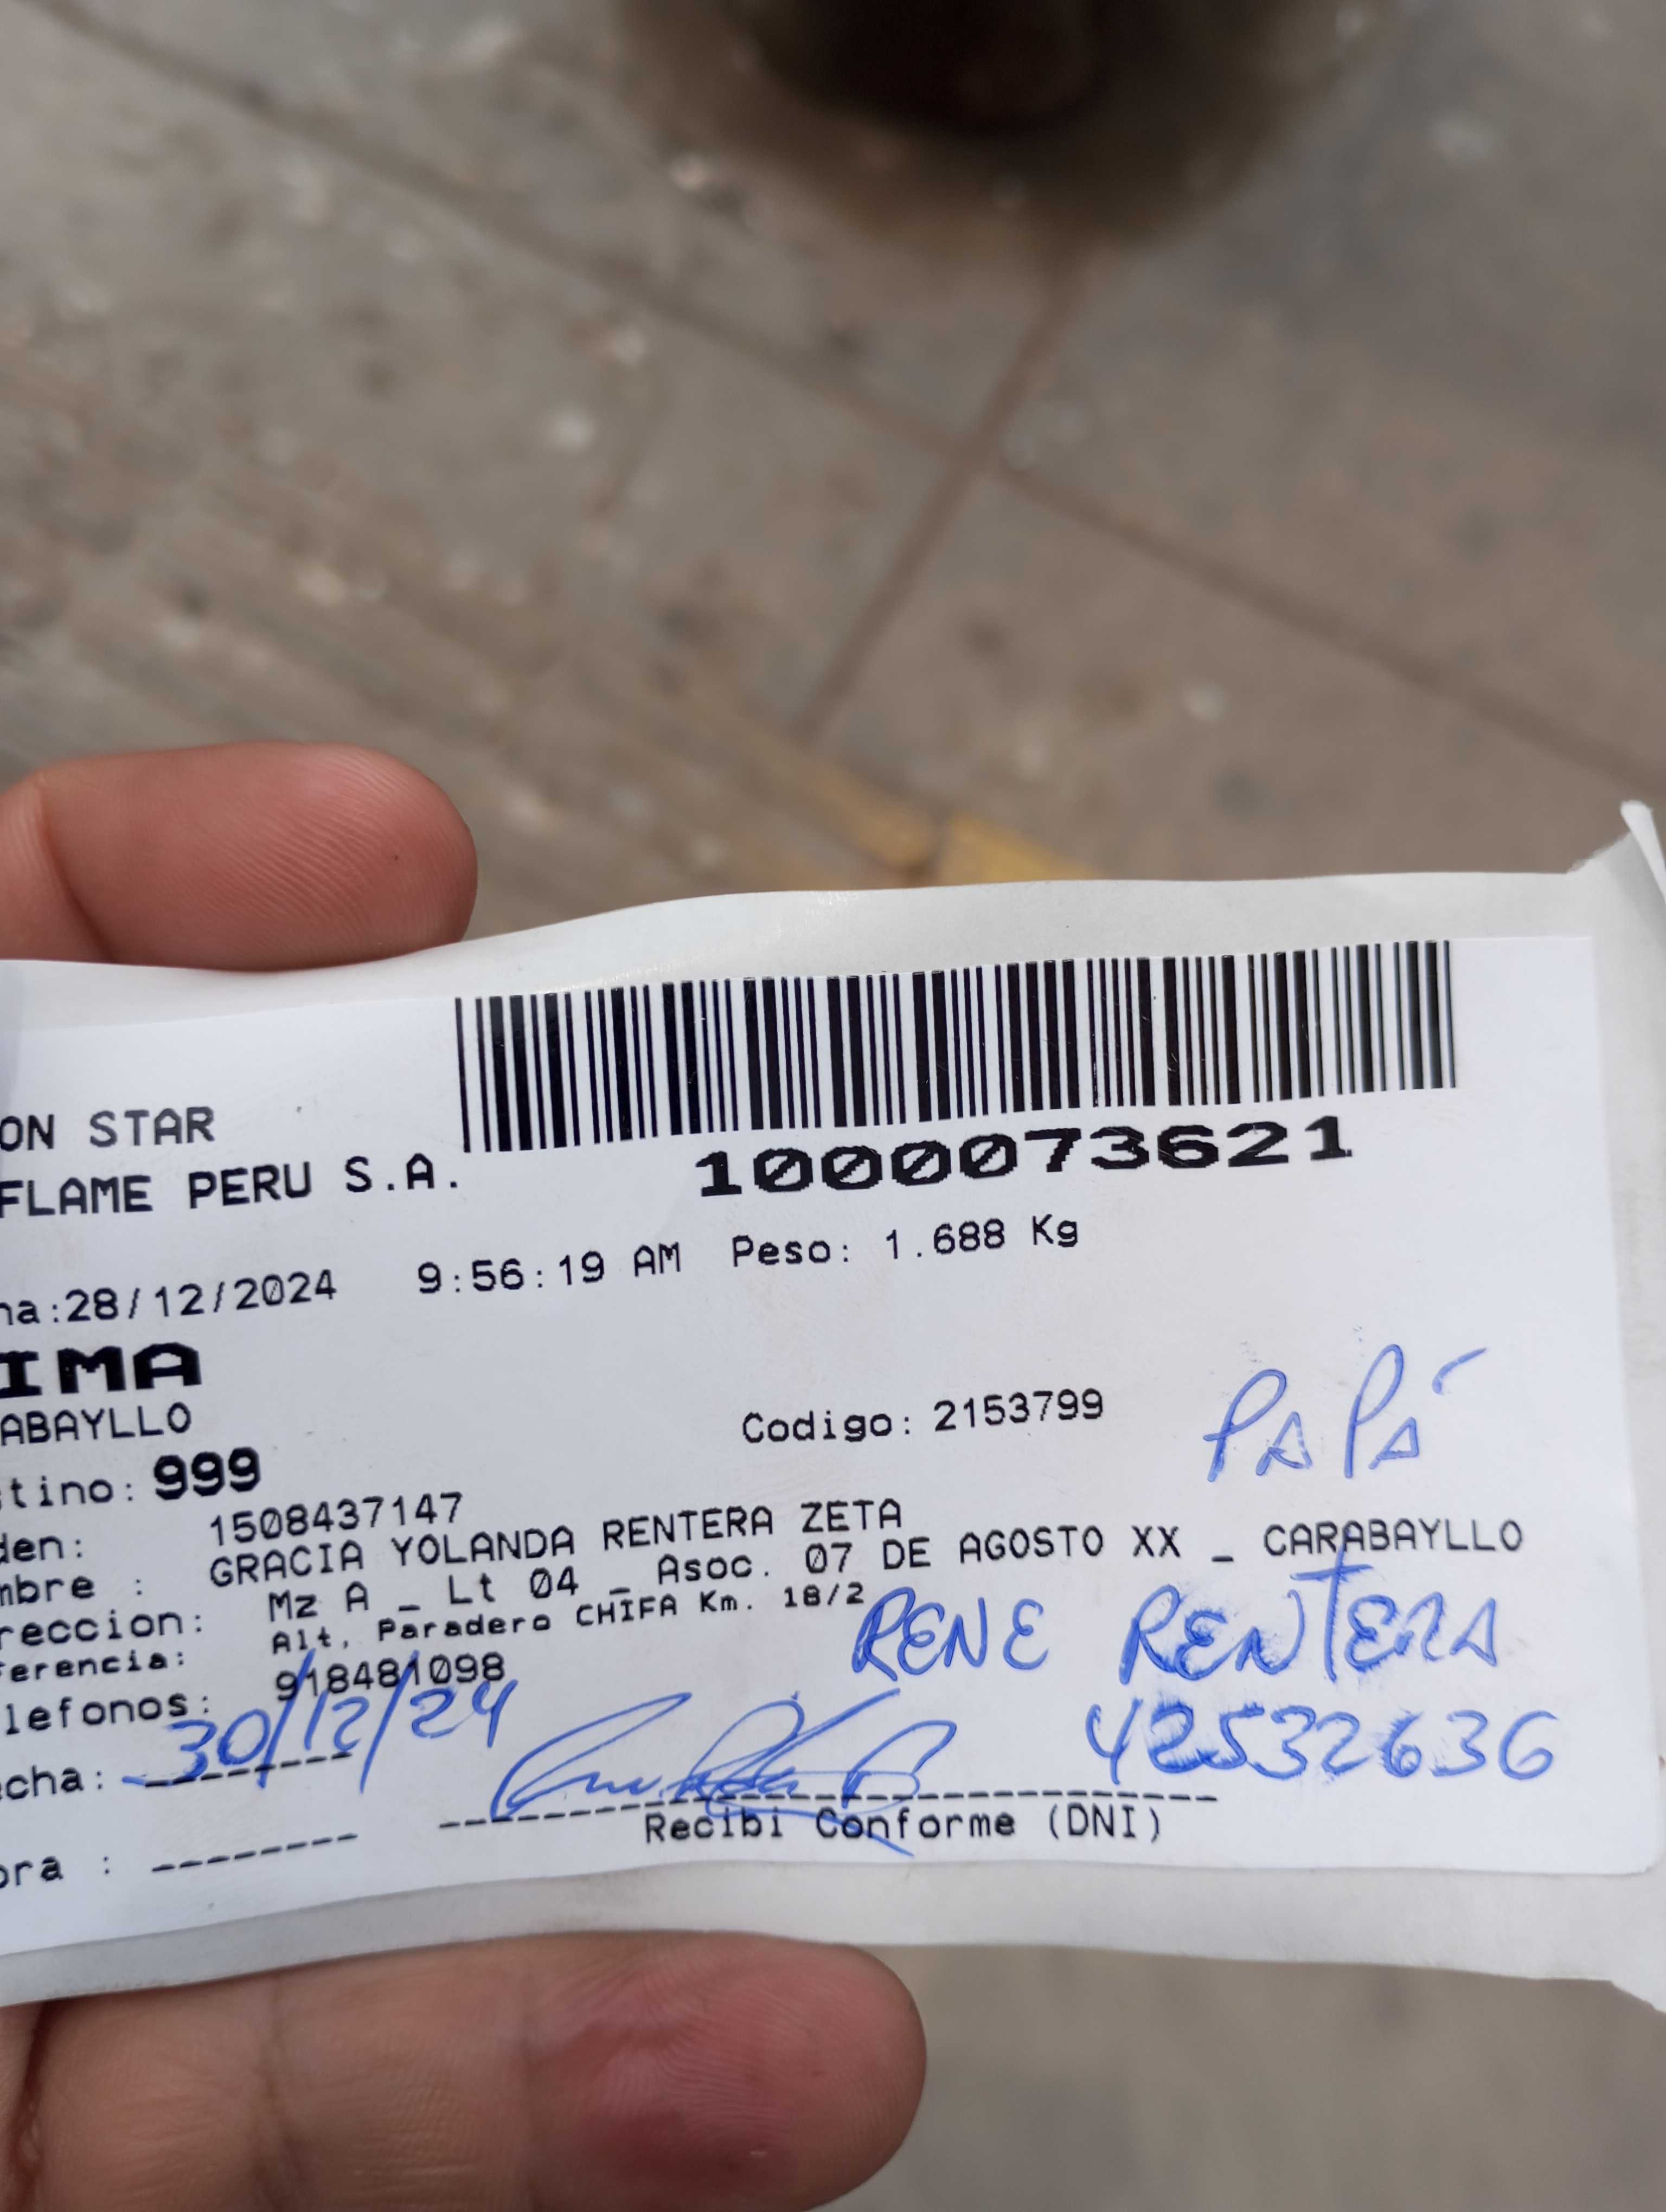 ON STAR
FLAME PERU S.A.
1000073621
na:28/12/2024 9:56:19 AM Peso: 1.688 Kg
IMA
ABAYLLO
Codigo: 2153799
PAPÁ
tino: 999
den: 1508437147
mbre : GRACIA YOLANDA RENTERA ZETA
reccion: Mz A _ Lt 04 _ Asoc. 07 DE AGOSTO XX _ CARABAYLLO
ferencia: Alt, Paradero CHIFA Km. 18/2
lefonos: 918481098
RENE RENTERA
42532636
echa: 30/12/24
Recibi Conforme (DNI)
ora :